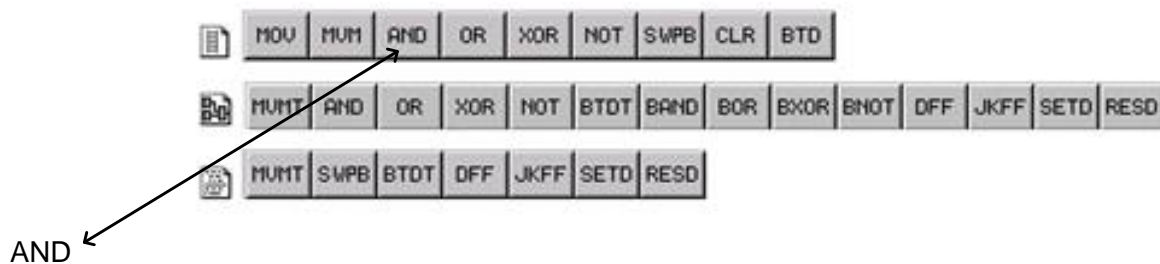 MOV MVM AND OR XOR NOT SWPB CLR BTD
MVMT AND OR XOR NOT BTDT BAND BOR BXOR BNOT DFF JKFF SETD RESD
MVMT SWPB BTDT DFF JKFF SETD RESD
AND